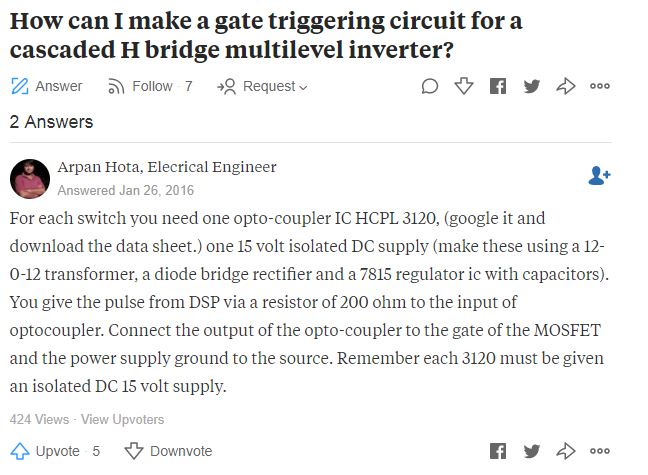 How can I make a gate triggering circuit for a
cascaded H bridge multilevel inverter?
Answer Follow · 7 Request
2 Answers
Arpan Hota, Elecrical Engineer
Answered Jan 26, 2016
For each switch you need one opto-coupler IC HCPL 3120, (google it and
download the data sheet.) one 15 volt isolated DC supply (make these using a 12-
0-12 transformer, a diode bridge rectifier and a 7815 regulator ic with capacitors).
You give the pulse from DSP via a resistor of 200 ohm to the input of
optocoupler. Connect the output of the opto-coupler to the gate of the MOSFET
and the power supply ground to the source. Remember each 3120 must be given
an isolated DC 15 volt supply.
424 Views · View Upvoters
Upvote · 5 Downvote